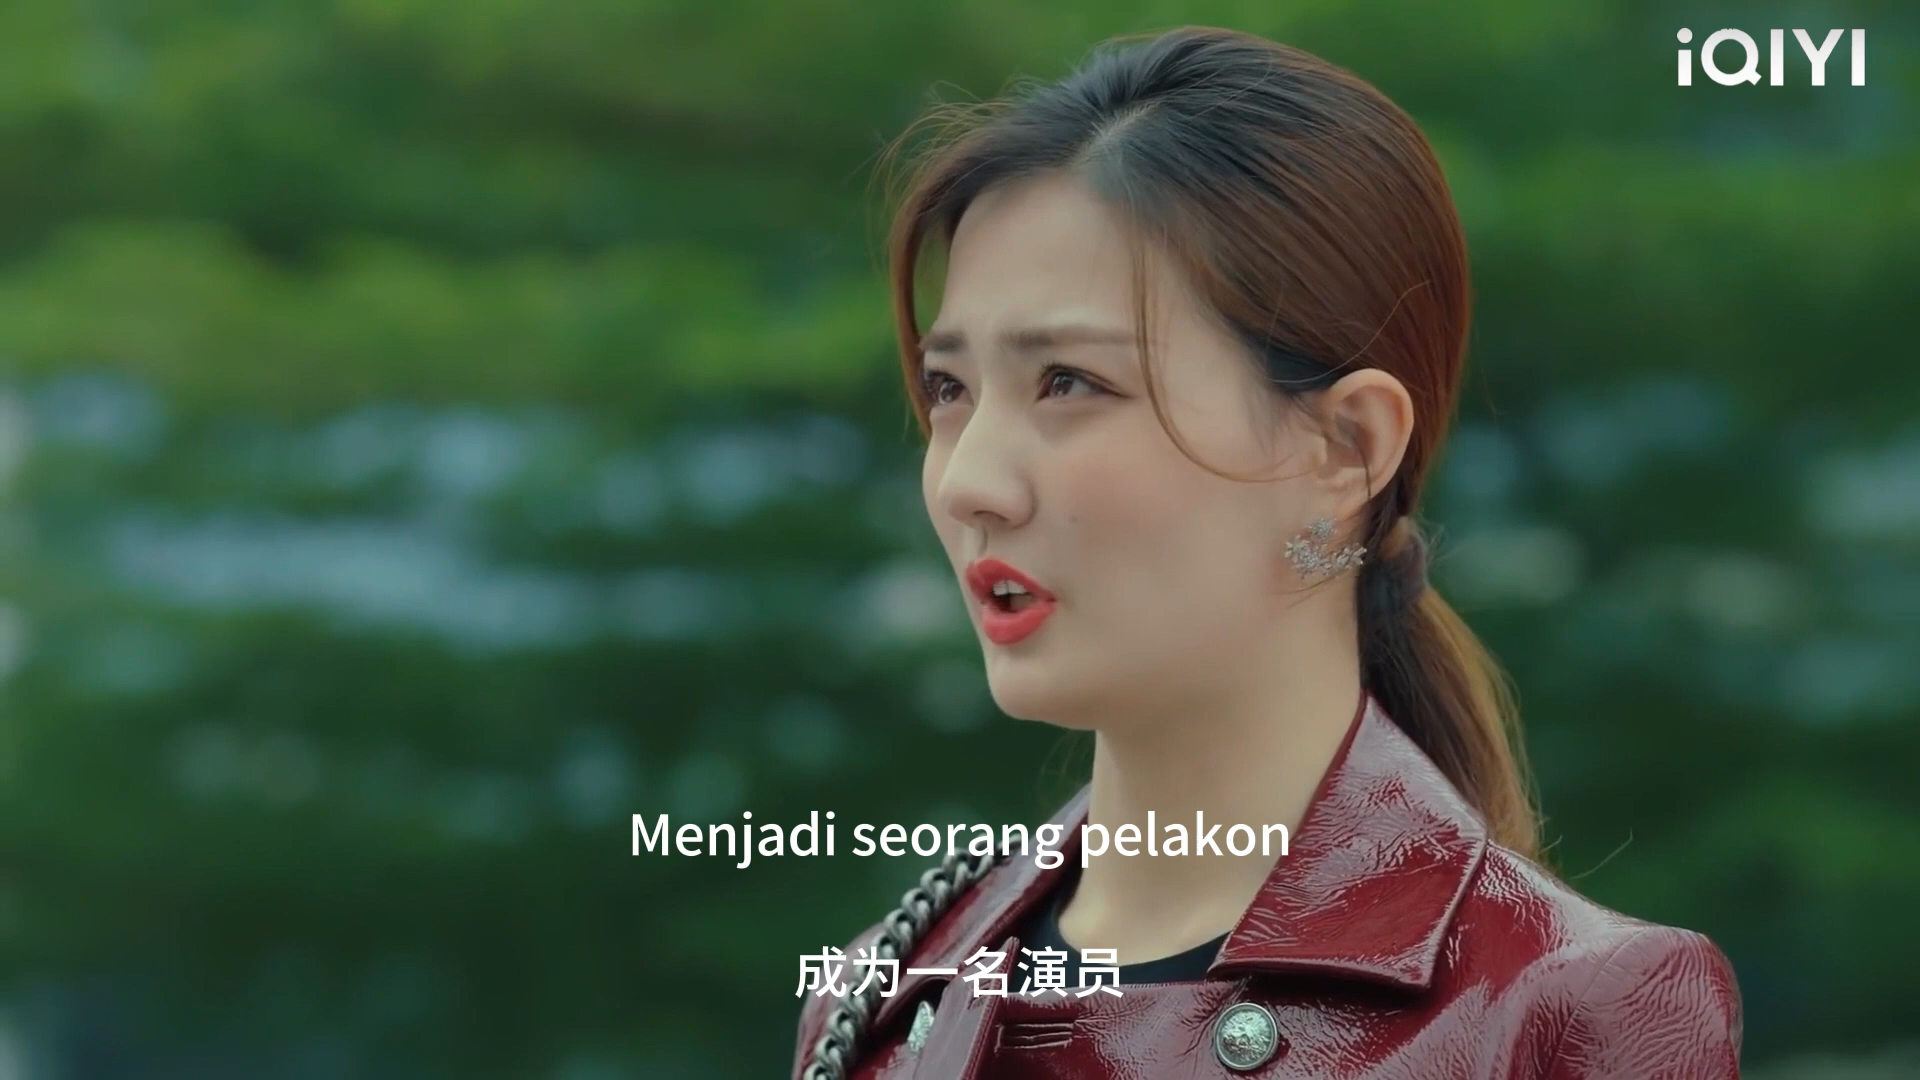 iQIYI
Menjadi seorang pelakon
成为一名演员